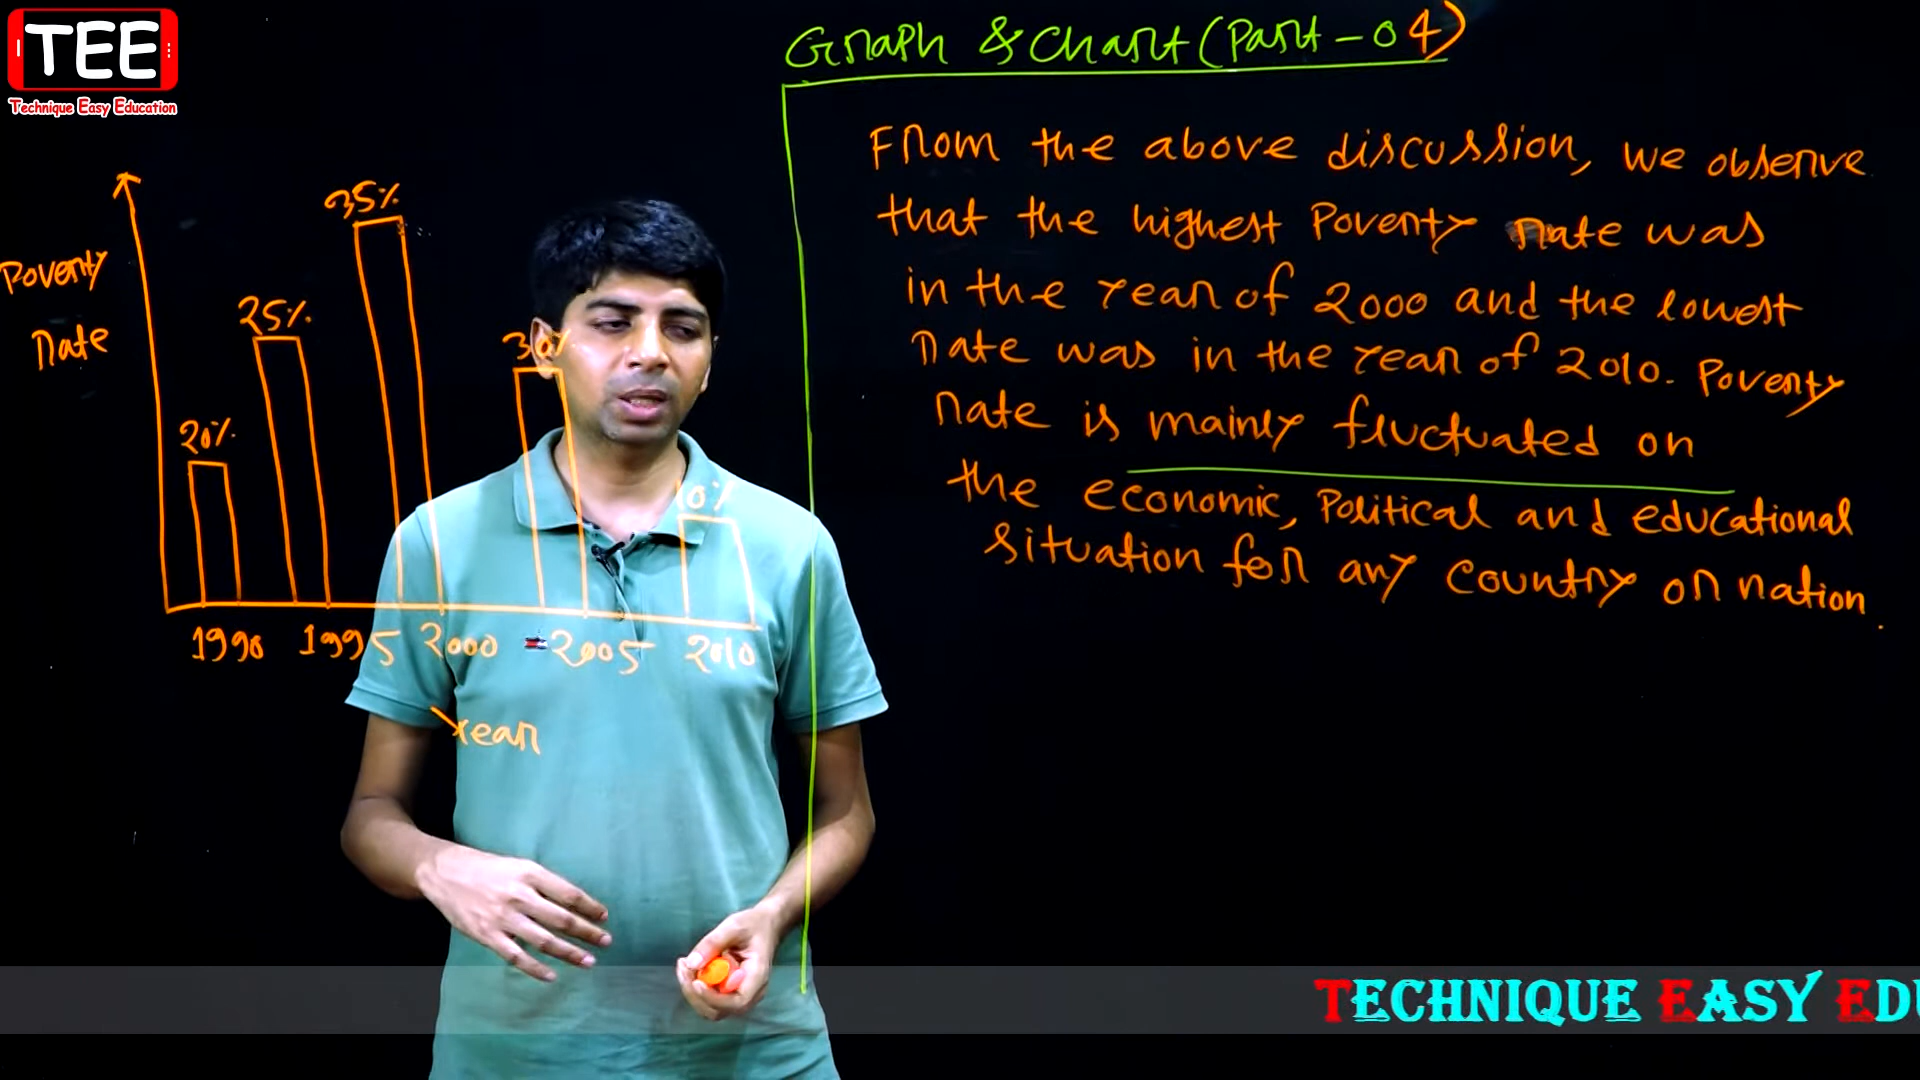 TEE
Technique Easy Education
Graph & Chart (Part - 04)
From the above discussion, we observe
that the highest Poverty rate was
in the Year of 2000 and the lowest
rate was in the Year of 2010. Poverty
rate is mainly fluctuated on
the economic, Political and educational
situation for any Country or nation.
Poverty
rate
20%
25%
35%
30%
10%
1990 1995 2000 2005 2010
Year
TECHNIQUE EASY EDU